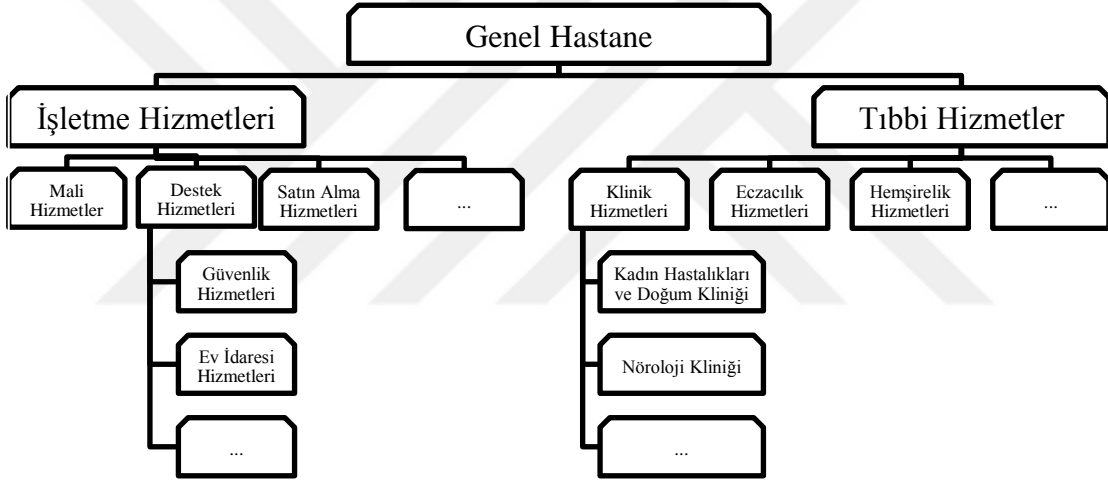 Genel Hastane
İşletme Hizmetleri
Tıbbi Hizmetler
Mali
Hizmetler
Destek
Hizmetleri
Satın Alma
Hizmetleri
...
Klinik
Hizmetleri
Eczacılık
Hizmetleri
Hemşirelik
Hizmetleri
...
Güvenlik
Hizmetleri
Ev İdaresi
Hizmetleri
...
Kadın Hastalıkları
ve Doğum Kliniği
Nöroloji Kliniği
...